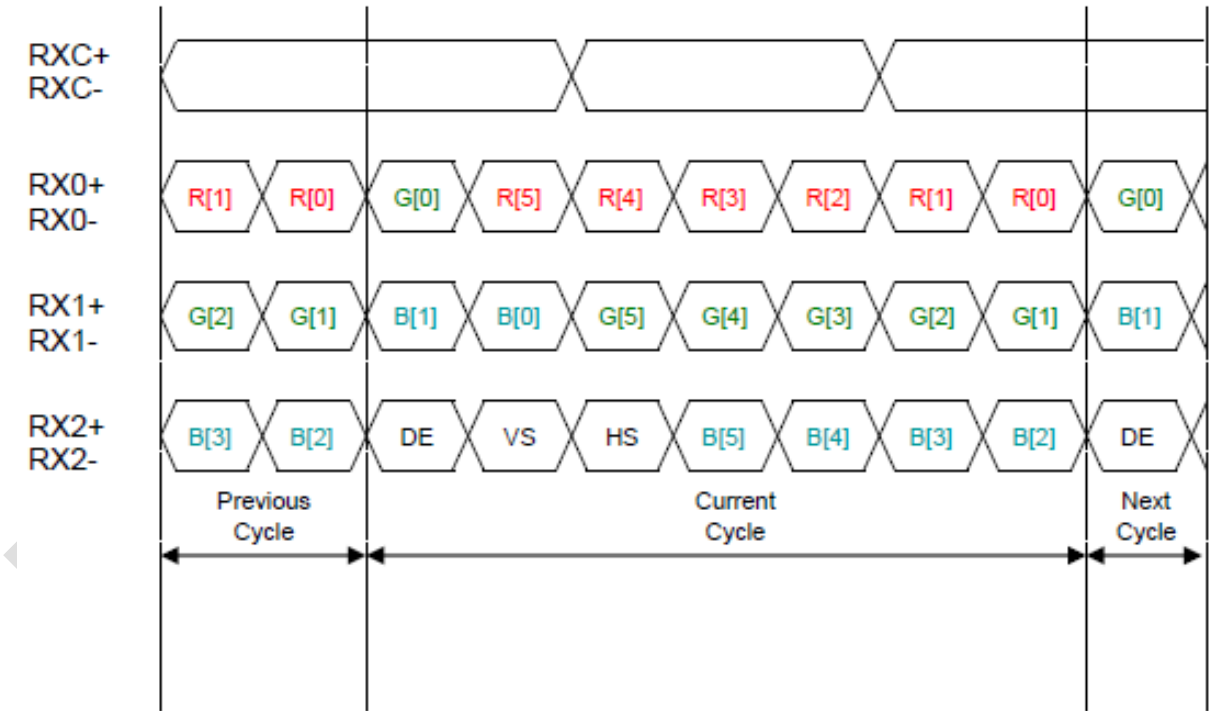 RXC+
RXC-
RX0+
RX0-
R[1] R[0] G[0] R[5] R[4] R[3] R[2] R[1] R[0] G[0]
RX1+
RX1-
G[2] G[1] B[1] B[0] G[5] G[4] G[3] G[2] G[1] B[1]
RX2+
RX2-
B[3] B[2] DE VS HS B[5] B[4] B[3] B[2] DE
Previous
Cycle
Current
Cycle
Next
Cycle